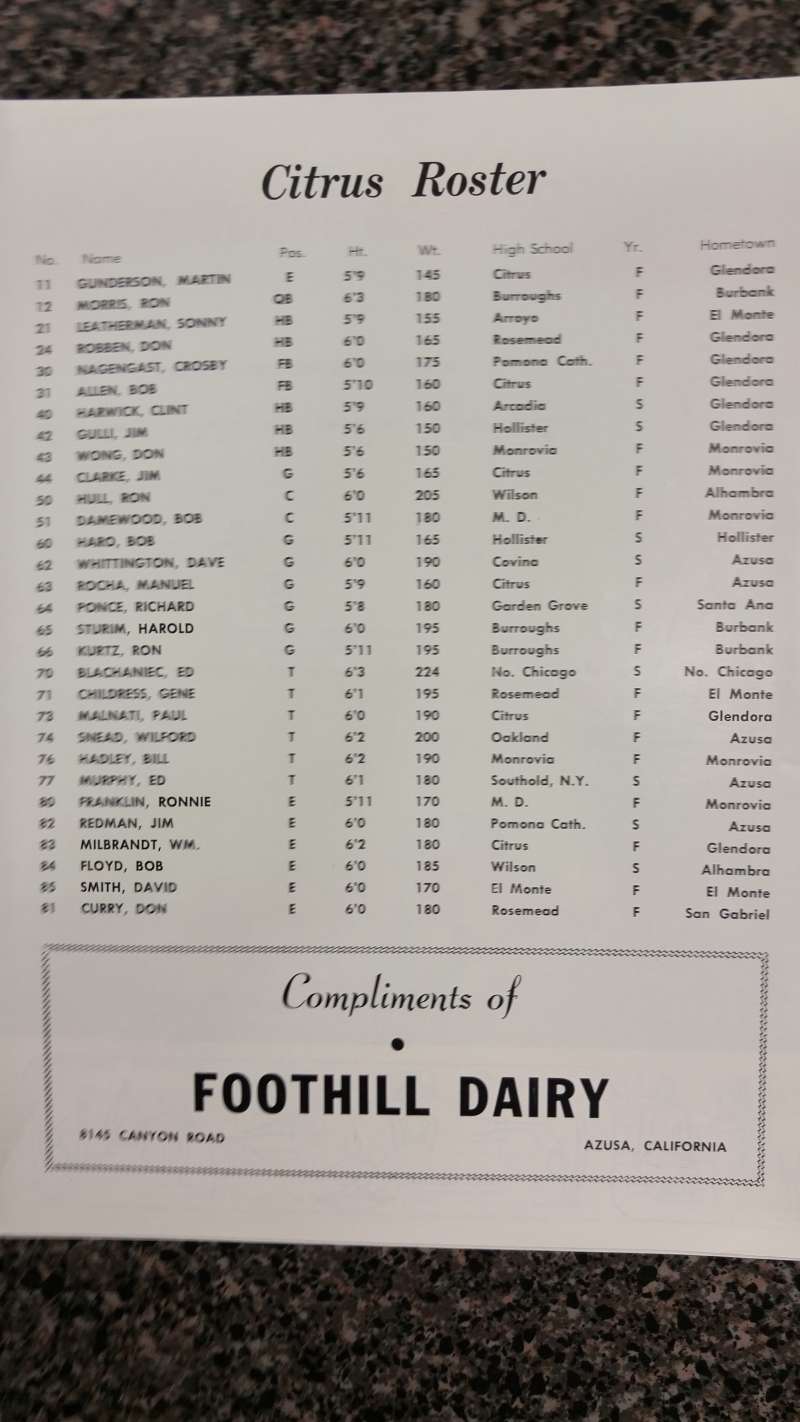 Citrus Roster
No. Name Pos. Ht. Wt. High School Yr. Hometown
11 GUNDERSON, MARTIN E 5'9 145 Citrus F Glendora
12 MORRIS, RON QB 6'3 180 Burroughs F Burbank
21 LEATHERMAN, SONNY HB 5'9 155 Arroyo F El Monte
24 ROBBEN, DON HB 6'0 165 Rosemead F Glendora
30 NAGENGAST, CROSBY FB 6'0 175 Pomona Cath. F Glendora
31 ALLEN, BOB FB 5'10 160 Citrus F Glendora
40 HARWICK, CLINT HB 5'9 160 Arcadia S Glendora
42 GULLI, JIM HB 5'6 150 Hollister S Glendora
43 WONG, DON HB 5'6 150 Monrovia F Monrovia
44 CLARKE, JIM G 5'6 165 Citrus F Monrovia
50 HULL, RON C 6'0 205 Wilson F Alhambra
51 DAMEWOOD, BOB C 5'11 180 M. D. F Monrovia
60 HARO, BOB G 5'11 165 Hollister S Hollister
62 WHITTINGTON, DAVE G 6'0 190 Covina S Azusa
63 ROCHA, MANUEL G 5'9 160 Citrus F Azusa
64 PONCE, RICHARD G 5'8 180 Garden Grove S Santa Ana
65 STURIM, HAROLD G 6'0 195 Burroughs F Burbank
66 KURTZ, RON G 5'11 195 Burroughs F Burbank
70 BLACHANIEC, ED T 6'3 224 No. Chicago S No. Chicago
71 CHILDRESS, GENE T 6'1 195 Rosemead F El Monte
73 MALNATI, PAUL T 6'0 190 Citrus F Glendora
74 SNEAD, WILFORD T 6'2 200 Oakland F Azusa
76 HADLEY, BILL T 6'2 190 Monrovia F Monrovia
77 MURPHY, ED T 6'1 180 Southold, N.Y. S Azusa
80 FRANKLIN, RONNIE E 5'11 170 M. D. F Monrovia
82 REDMAN, JIM E 6'0 180 Pomona Cath. S Azusa
83 MILBRANDT, WM. E 6'2 180 Citrus F Glendora
84 FLOYD, BOB E 6'0 185 Wilson S Alhambra
85 SMITH, DAVID E 6'0 170 El Monte F El Monte
81 CURRY, DON E 6'0 180 Rosemead F San Gabriel
Compliments of
•
FOOTHILL DAIRY
8145 CANYON ROAD AZUSA, CALIFORNIA